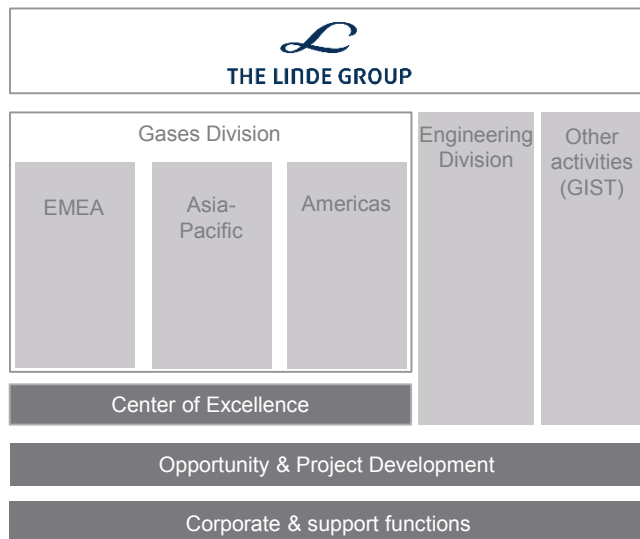 THE LINDE GROUP
Gases Division
EMEA
Asia-
Pacific
Americas
Engineering
Division
Other
activities
(GIST)
Center of Excellence
Opportunity & Project Development
Corporate & support functions